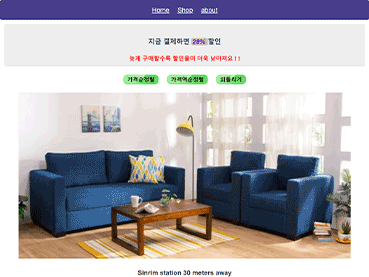 Home Shop about
지금 결제하면 28% 할인
늦게 구매할수록 할인율이 더욱 낮아져요!!
가격순정렬 가격역순정렬 되돌리기
Sinrim station 30 meters away